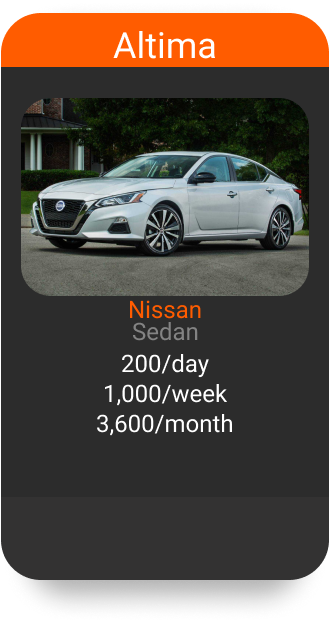 Altima
Nissan
Sedan
200/day
1,000/week
3,600/month